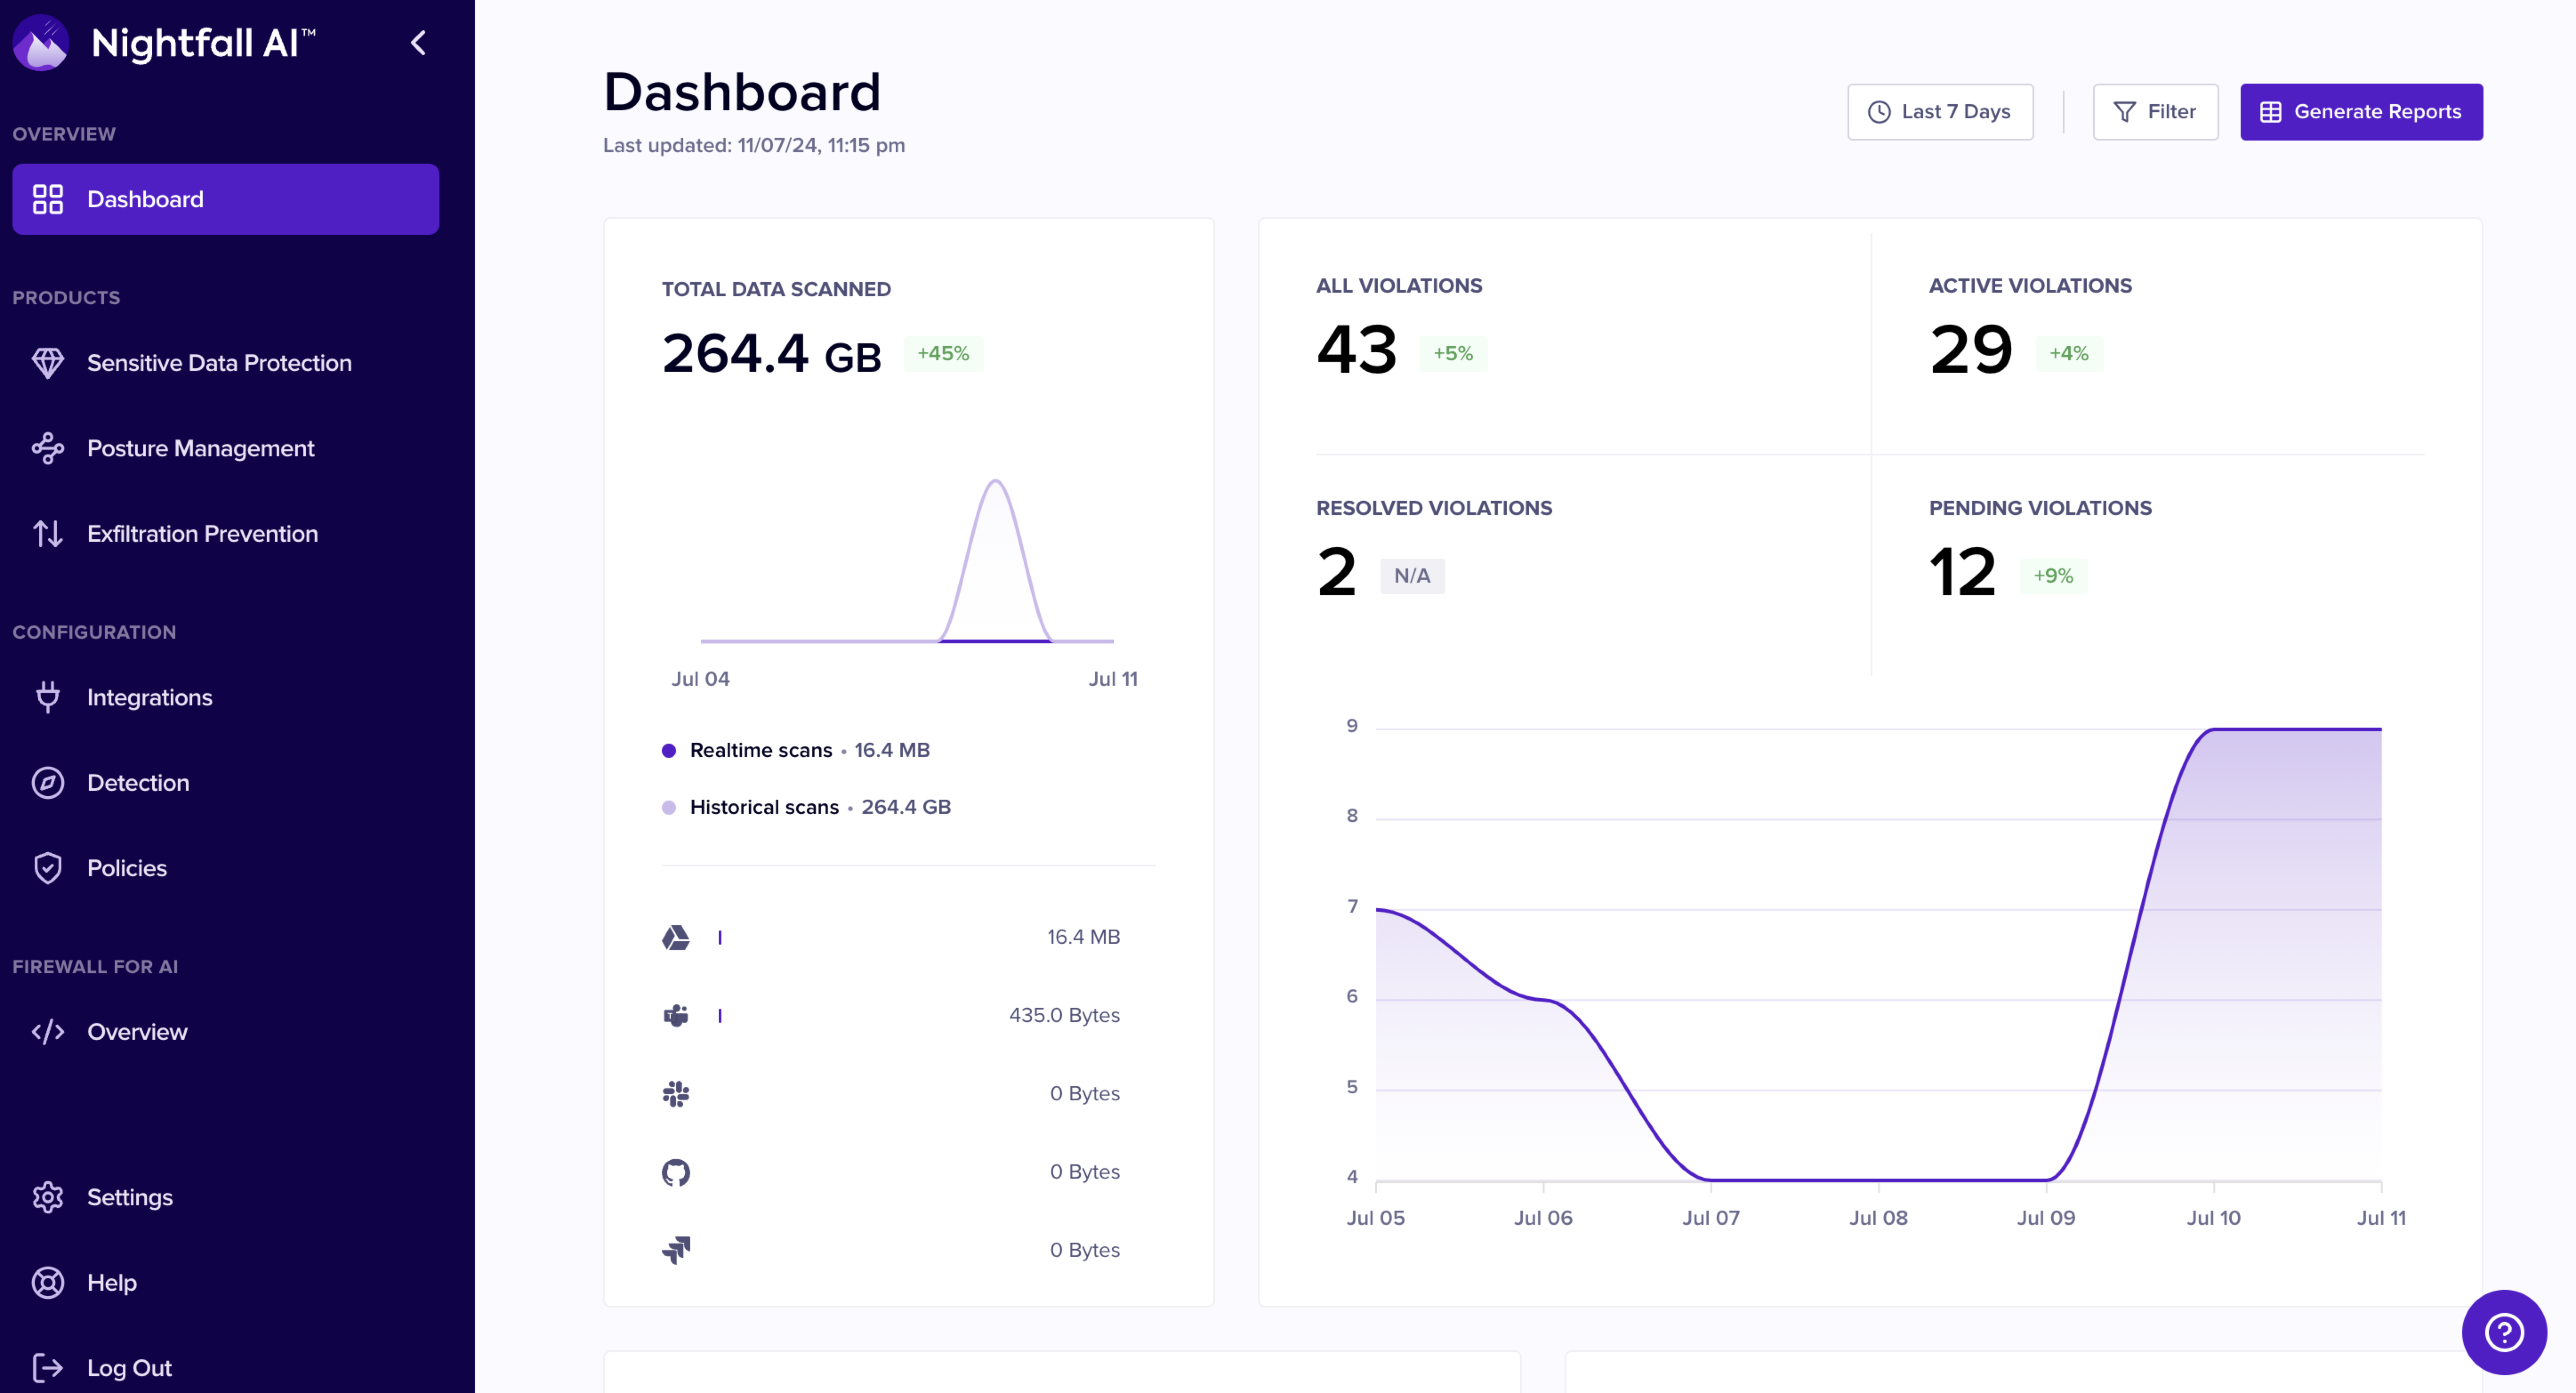 Nightfall AI™
OVERVIEW
Dashboard
PRODUCTS
Sensitive Data Protection
Posture Management
Exfiltration Prevention
CONFIGURATION
Integrations
Detection
Policies
FIREWALL FOR AI
Overview
Settings
Help
Log Out
Dashboard
Last updated: 11/07/24, 11:15 pm
Last 7 Days
Filter
Generate Reports
TOTAL DATA SCANNED
264.4 GB +45%
Jul 04 Jul 11
Realtime scans • 16.4 MB
Historical scans • 264.4 GB
16.4 MB
435.0 Bytes
0 Bytes
0 Bytes
0 Bytes
ALL VIOLATIONS
43 +5%
ACTIVE VIOLATIONS
29 +4%
RESOLVED VIOLATIONS
2 N/A
PENDING VIOLATIONS
12 +9%
9
8
7
6
5
4
Jul 05 Jul 06 Jul 07 Jul 08 Jul 09 Jul 10 Jul 11